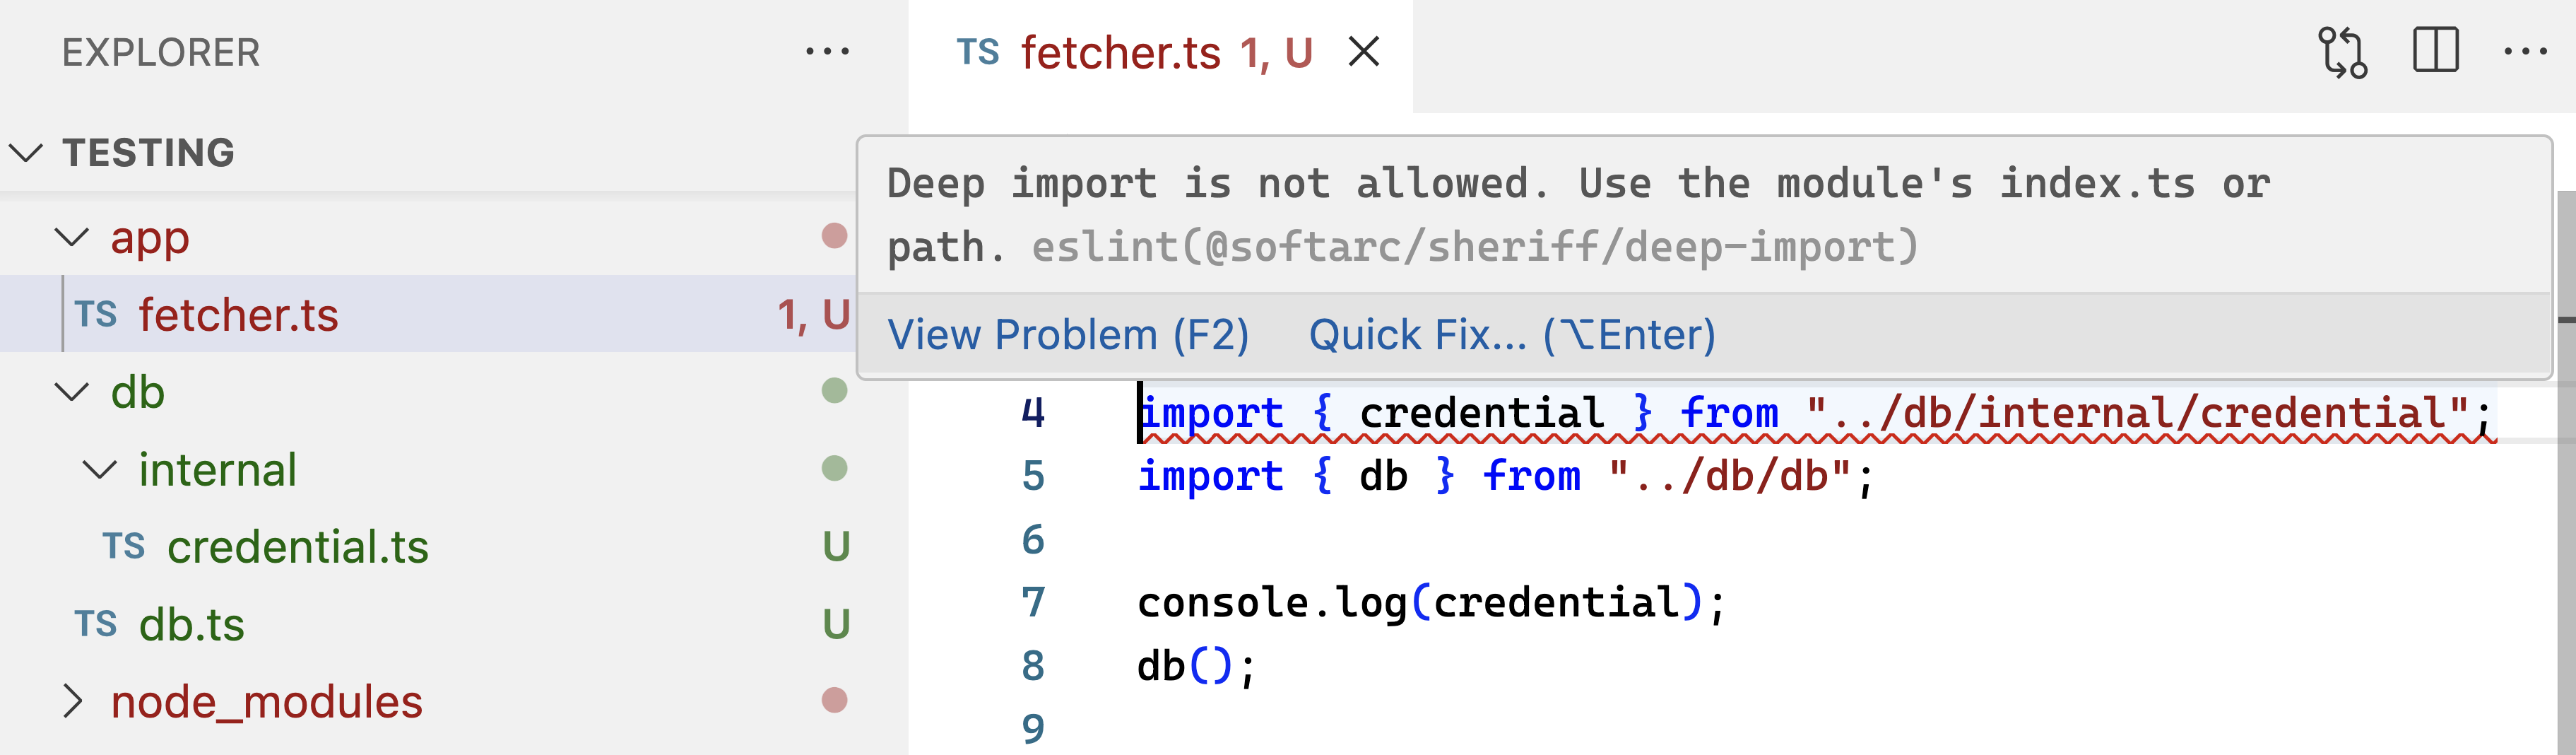 EXPLORER ...
TESTING
app
TS fetcher.ts 1, U
db
internal
TS credential.ts U
TS db.ts U
node_modules
TS fetcher.ts 1, U
Deep import is not allowed. Use the module's index.ts or
path. eslint(@softarc/sheriff/deep-import)
View Problem (F2) Quick Fix... (⌥Enter)
4 import { credential } from "../db/internal/credential";
5 import { db } from "../db/db";
6
7 console.log(credential);
8 db();
9